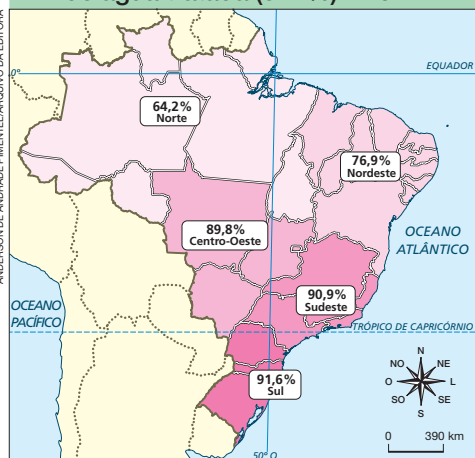 EQUADOR
0°
64,2%
Norte
76,9%
Nordeste
89,8%
Centro-Oeste
OCEANO
ATLÂNTICO
90,9%
Sudeste
OCEANO
PACÍFICO
TRÓPICO DE CAPRICÓRNIO
91,6%
Sul
N
NO
NE
O
L
SO
SE
S
0
390 km
50° O